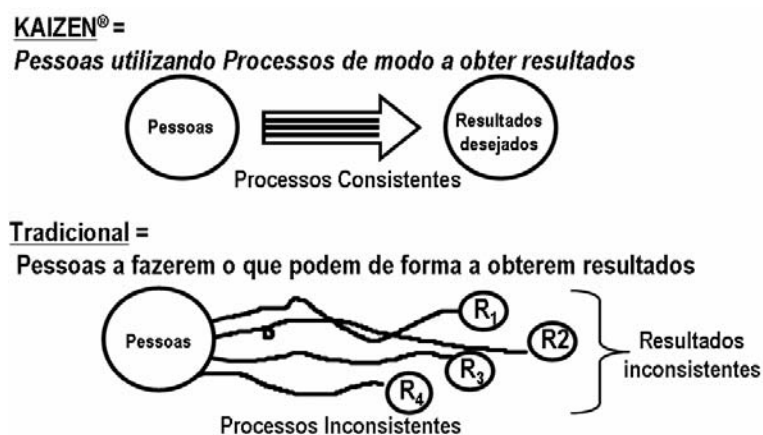 KAIZEN® =
Pessoas utilizando Processos de modo a obter resultados
Pessoas
Resultados
desejados
Processos Consistentes
Tradicional =
Pessoas a fazerem o que podem de forma a obterem resultados
Pessoas
D
R1
R2
R3
R4
Resultados
inconsistentes
Processos Inconsistentes